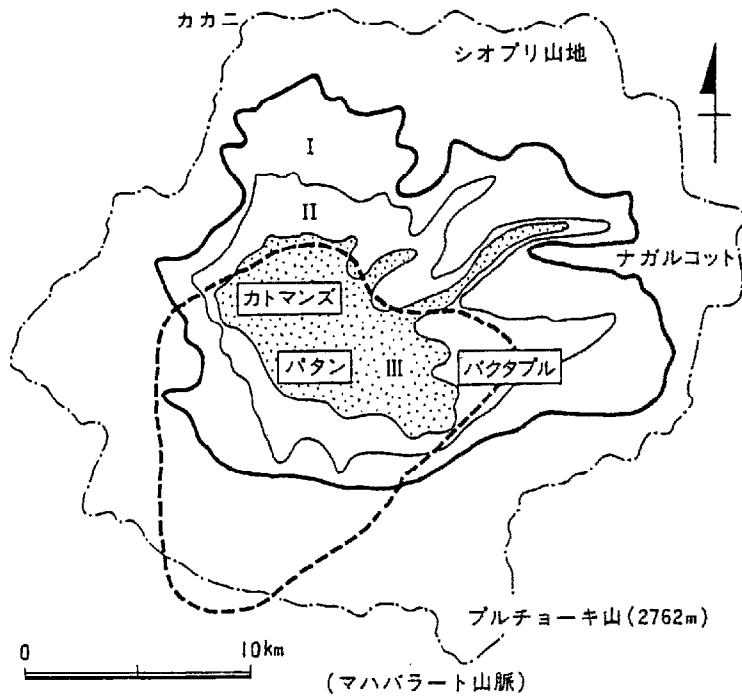 カカニ
シオプリ山地
I
II
ナガルコット
カトマンズ
パタン
III
バクタプル
プルチョーキ山(2762m)
0
10km
(マハバラート山脈)